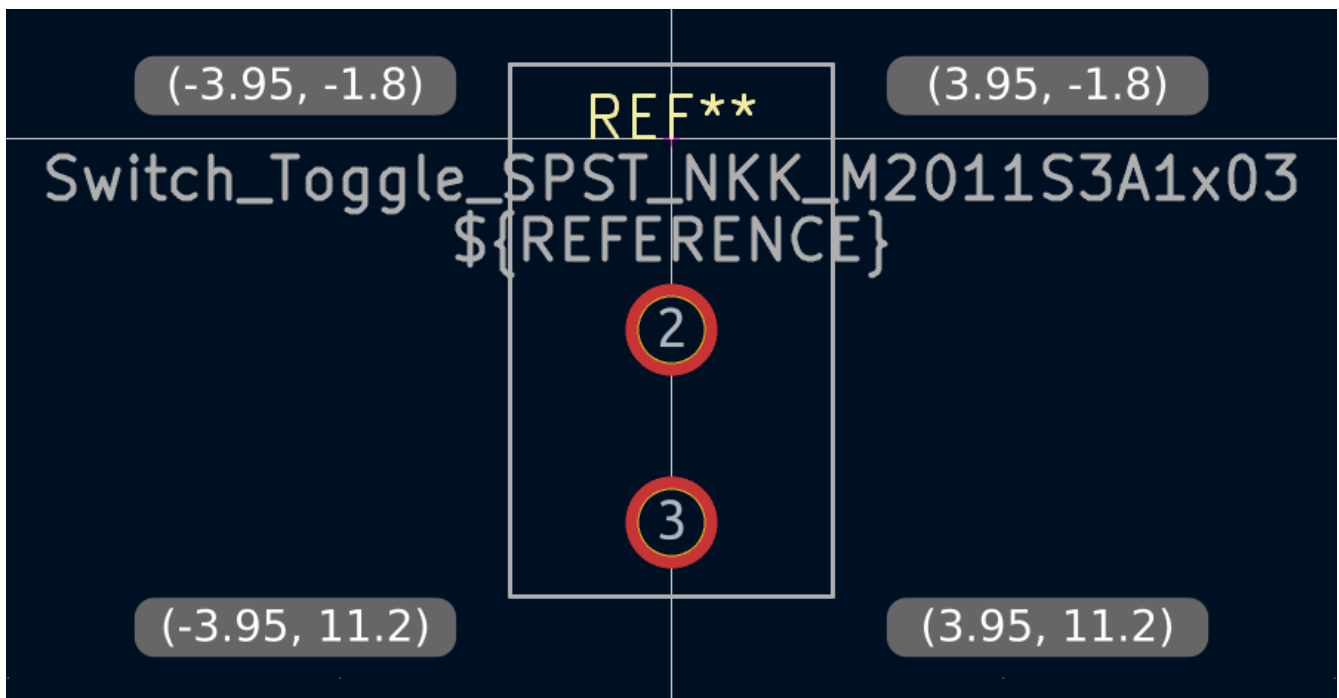 (-3.95, -1.8)
(3.95, -1.8)
REF**
Switch_Toggle_SPST_NKK_M2011S3A1x03
${REFERENCE}
2
3
(-3.95, 11.2)
(3.95, 11.2)